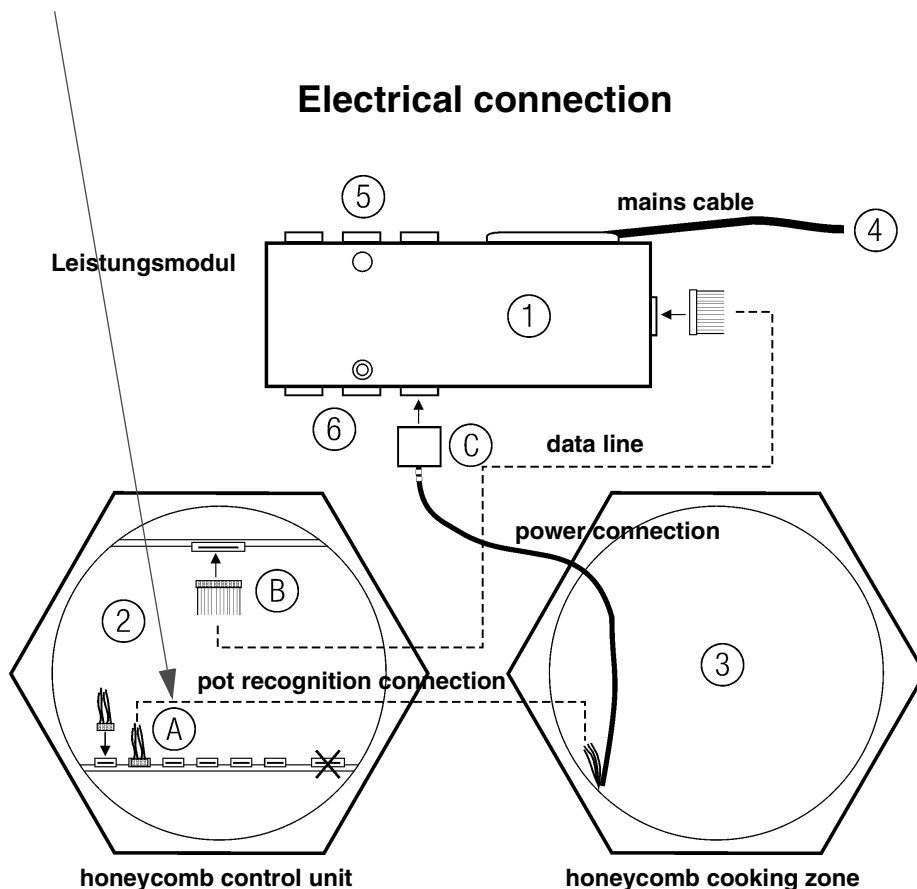 Electrical connection
5
mains cable
4
Leistungsmodul
1
6
C
data line
power connection
B
2
3
pot recognition connection
A
honeycomb control unit
honeycomb cooking zone